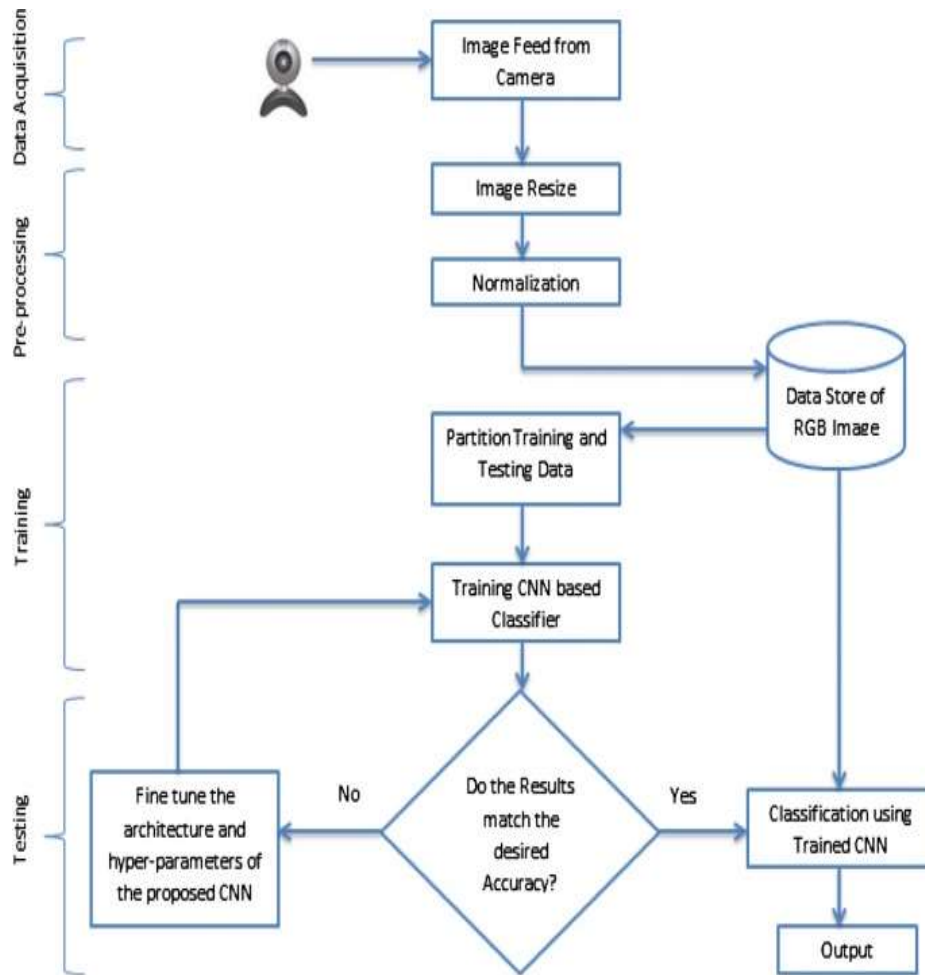 Data Acquisition
Image Feed from
Camera
Pre-processing
Image Resize
Normalization
Data Store of
RGB Image
Training
Partition Training and
Testing Data
Training CNN based
Classifier
Testing
Do the Results
match the
desired
Accuracy?
No
Yes
Fine tune the
architecture and
hyper-parameters of
the proposed CNN
Classification using
Trained CNN
Output